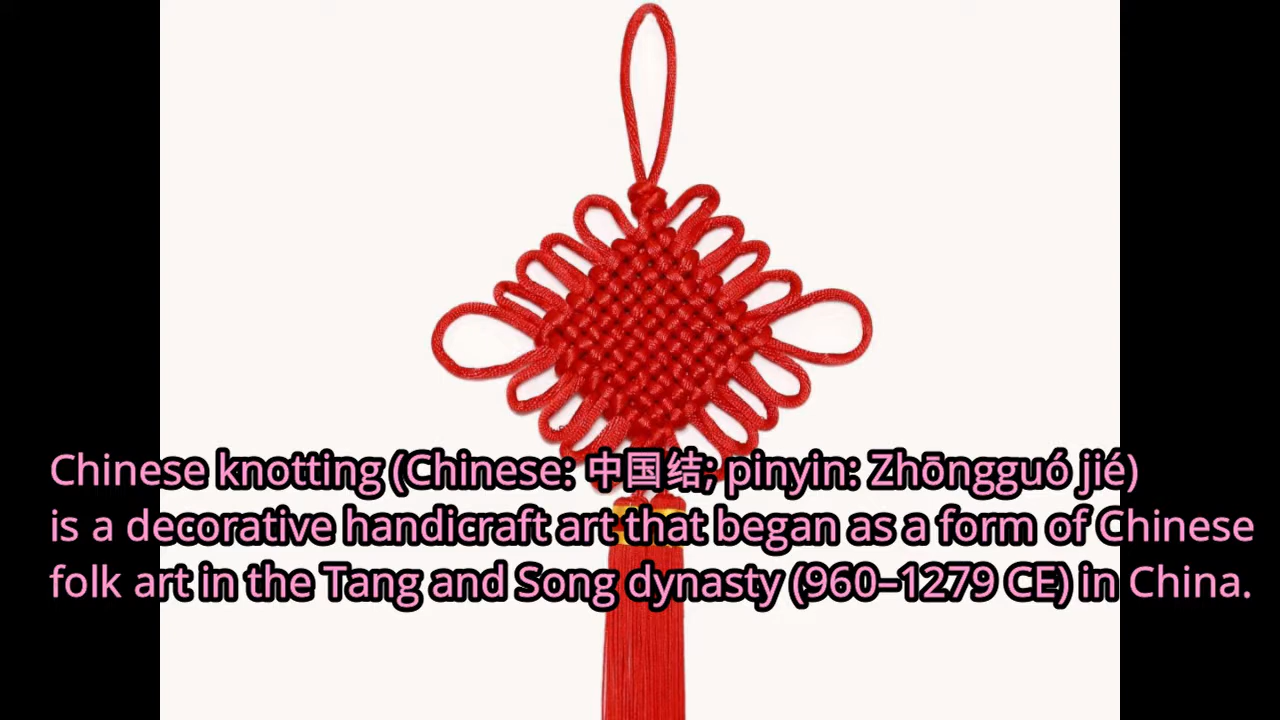 Chinese knotting (Chinese: 中国结; pinyin: Zhōngguó jié)
is a decorative handicraft art that began as a form of Chinese
folk art in the Tang and Song dynasty (960–1279 CE) in China.